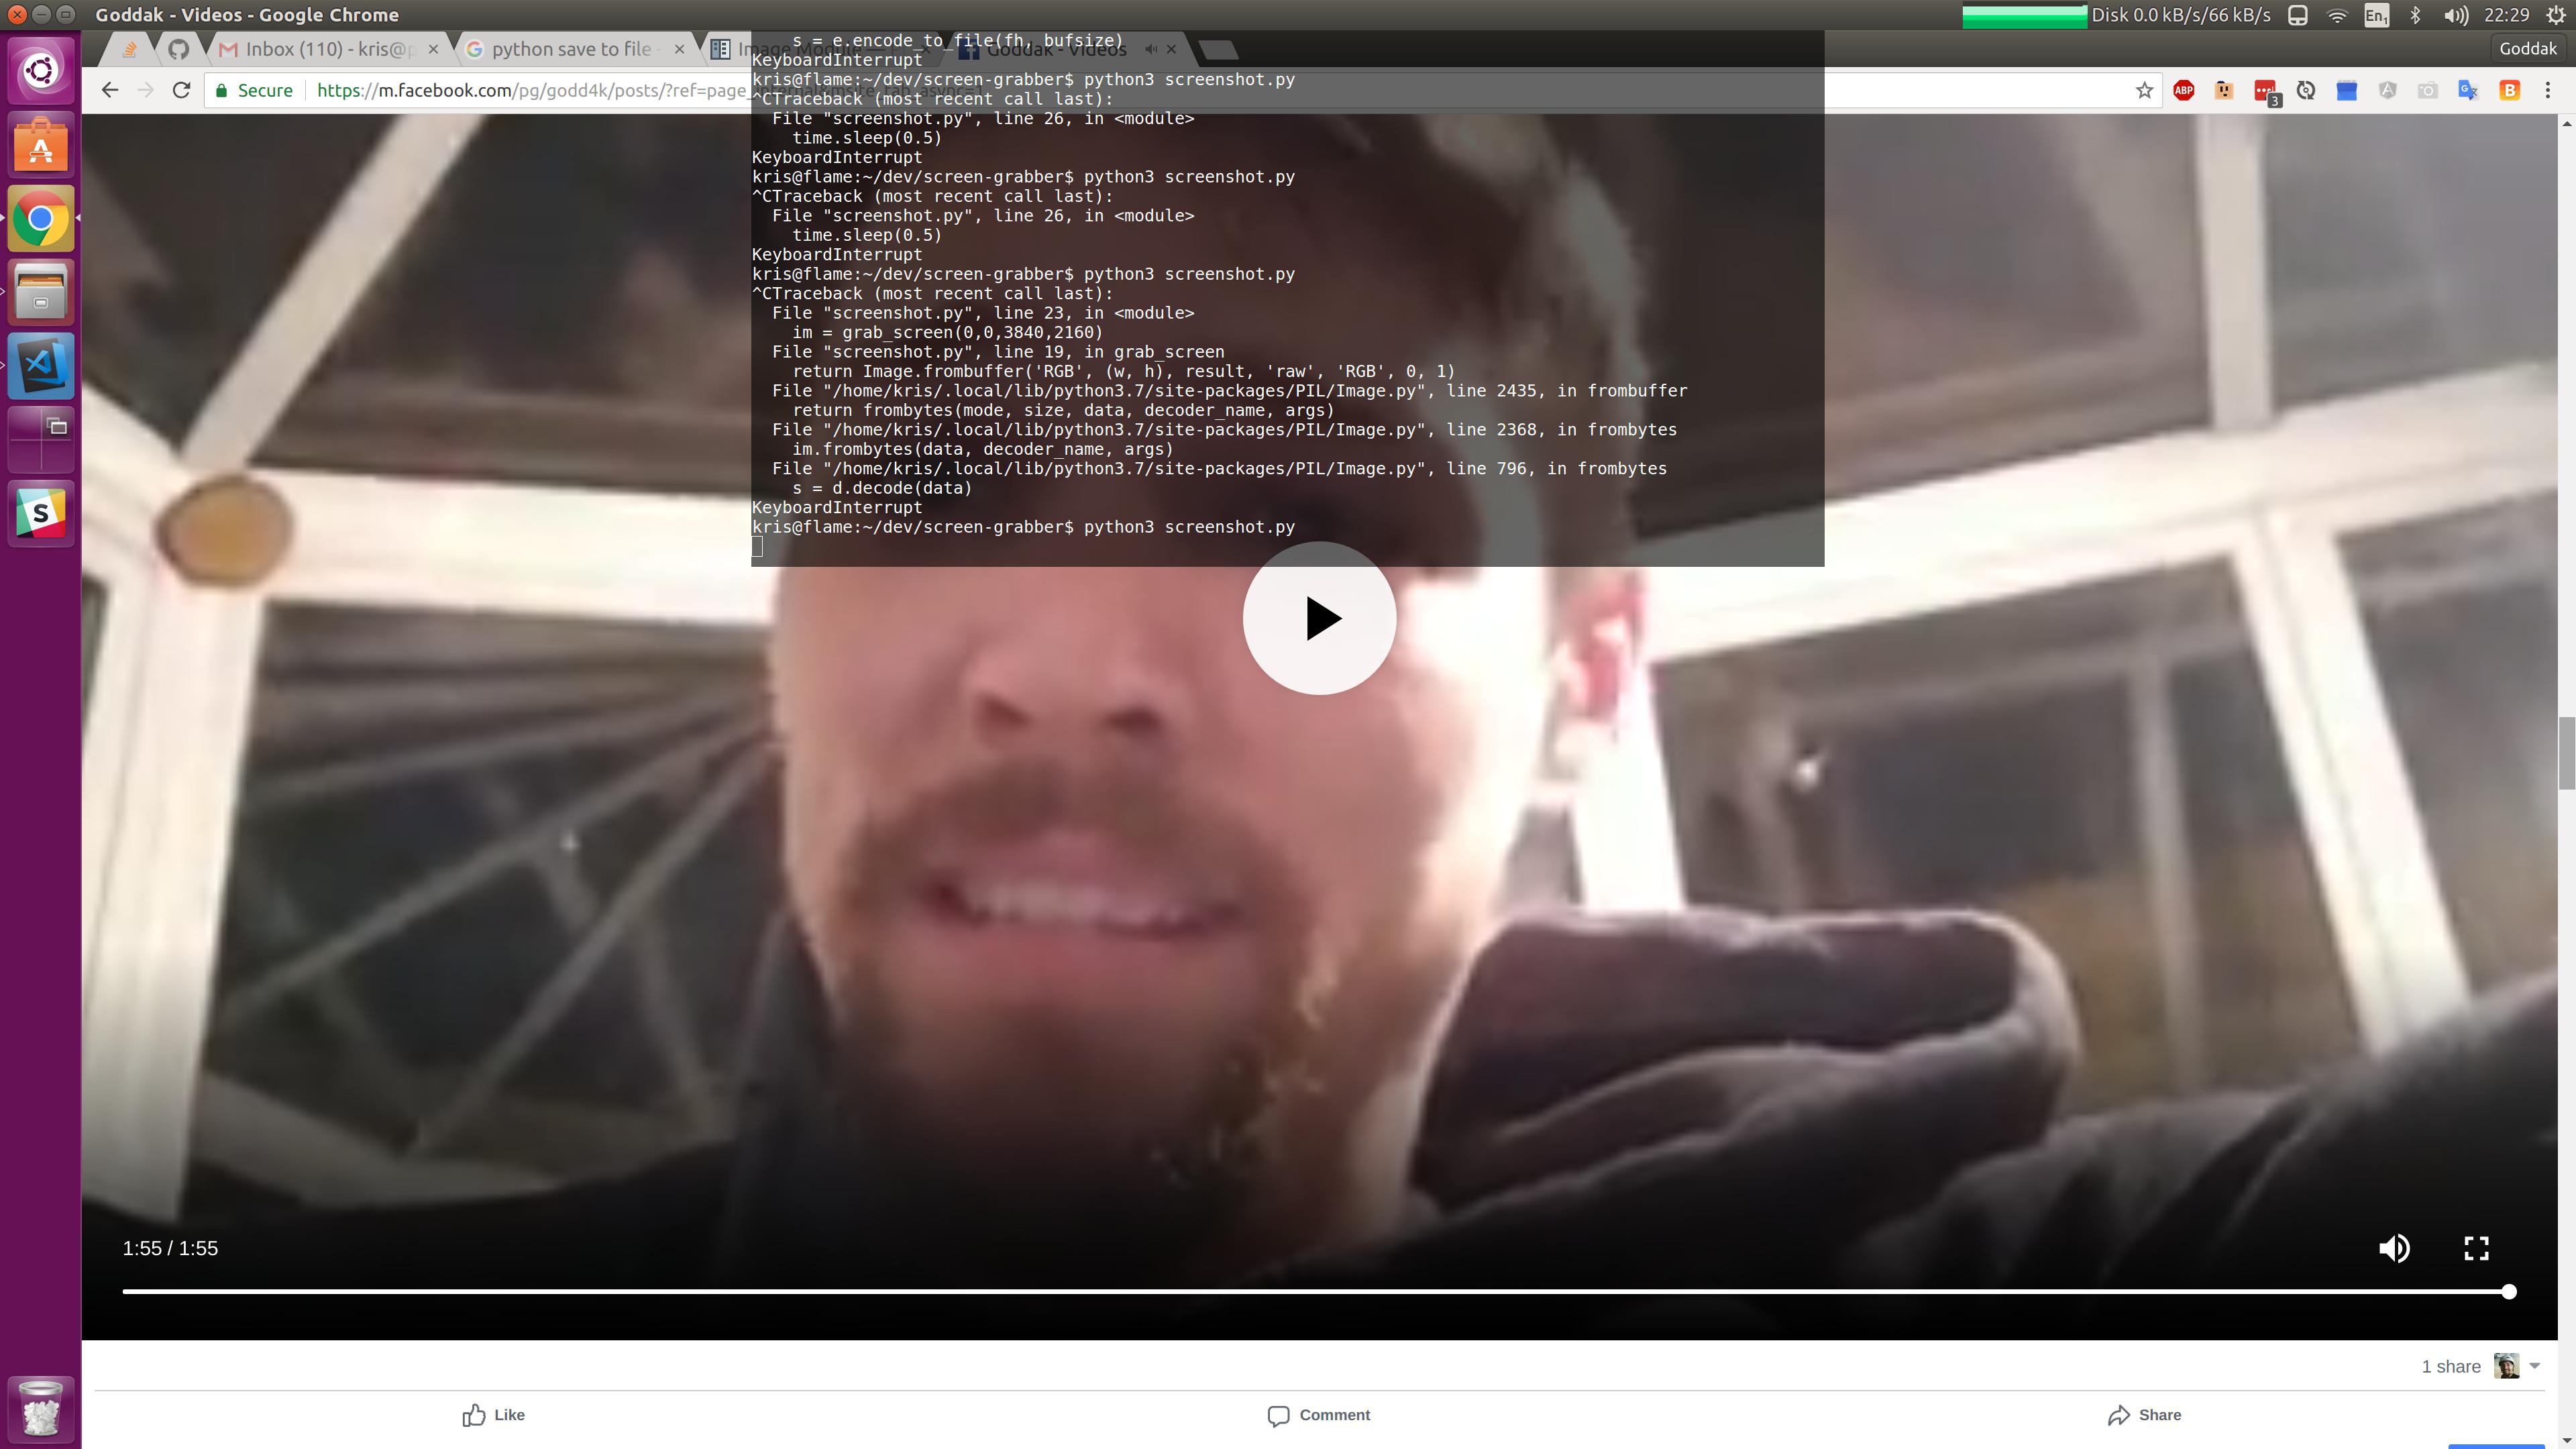 Goddak - Videos - Google Chrome
Disk 0.0 kB/s/66 kB/s
En1
22:29
Inbox (110) - kris@p
python save to file -
Image Module
Goddak - Videos
Goddak
Secure
https://m.facebook.com/pg/godd4k/posts/?ref=page_internal&msite_tab_async=1
ABP
3
B
s = e.encode_to_file(fh, bufsize)
KeyboardInterrupt
kris@flame:~/dev/screen-grabber$ python3 screenshot.py
^CTraceback (most recent call last):
File "screenshot.py", line 26, in <module>
time.sleep(0.5)
KeyboardInterrupt
kris@flame:~/dev/screen-grabber$ python3 screenshot.py
^CTraceback (most recent call last):
File "screenshot.py", line 26, in <module>
time.sleep(0.5)
KeyboardInterrupt
kris@flame:~/dev/screen-grabber$ python3 screenshot.py
^CTraceback (most recent call last):
File "screenshot.py", line 23, in <module>
im = grab_screen(0,0,3840,2160)
File "screenshot.py", line 19, in grab_screen
return Image.frombuffer('RGB', (w, h), result, 'raw', 'RGB', 0, 1)
File "/home/kris/.local/lib/python3.7/site-packages/PIL/Image.py", line 2435, in frombuffer
return frombytes(mode, size, data, decoder_name, args)
File "/home/kris/.local/lib/python3.7/site-packages/PIL/Image.py", line 2368, in frombytes
im.frombytes(data, decoder_name, args)
File "/home/kris/.local/lib/python3.7/site-packages/PIL/Image.py", line 796, in frombytes
s = d.decode(data)
KeyboardInterrupt
kris@flame:~/dev/screen-grabber$ python3 screenshot.py
1:55 / 1:55
1 share
Like
Comment
Share